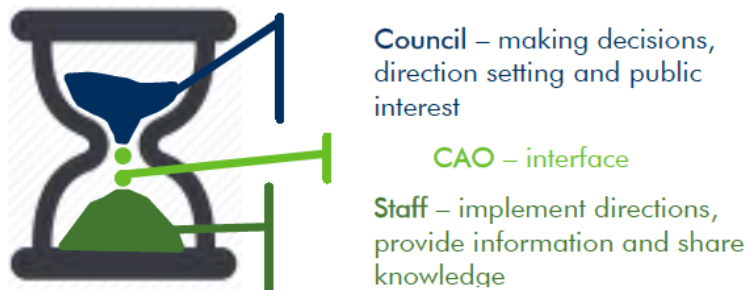 Council – making decisions,
direction setting and public
interest
CAO – interface
Staff – implement directions,
provide information and share
knowledge